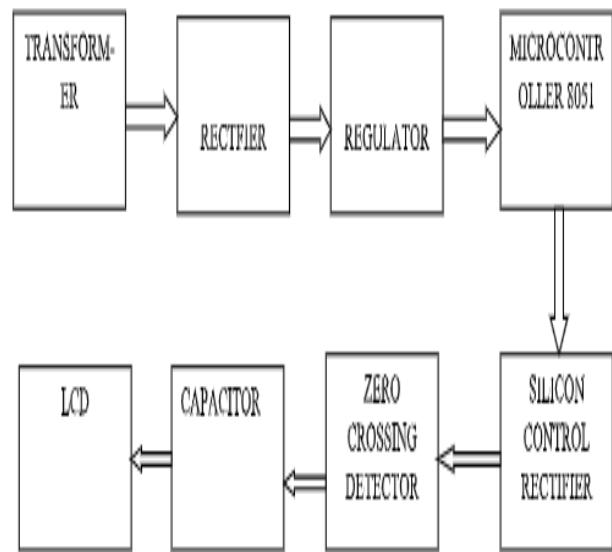 TRANSFORM-
ER
RECTFIER
REGULATOR
MICROCONTR
OLLER 8051
LCD
CAPACITOR
ZERO
CROSSING
DETECTOR
SILICON
CONTROL
RECTIFIER